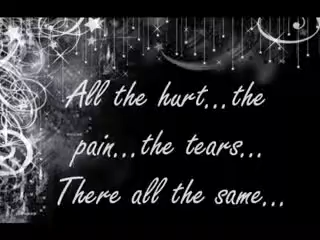 All the hurt...the
pain...the tears...
There all the same...